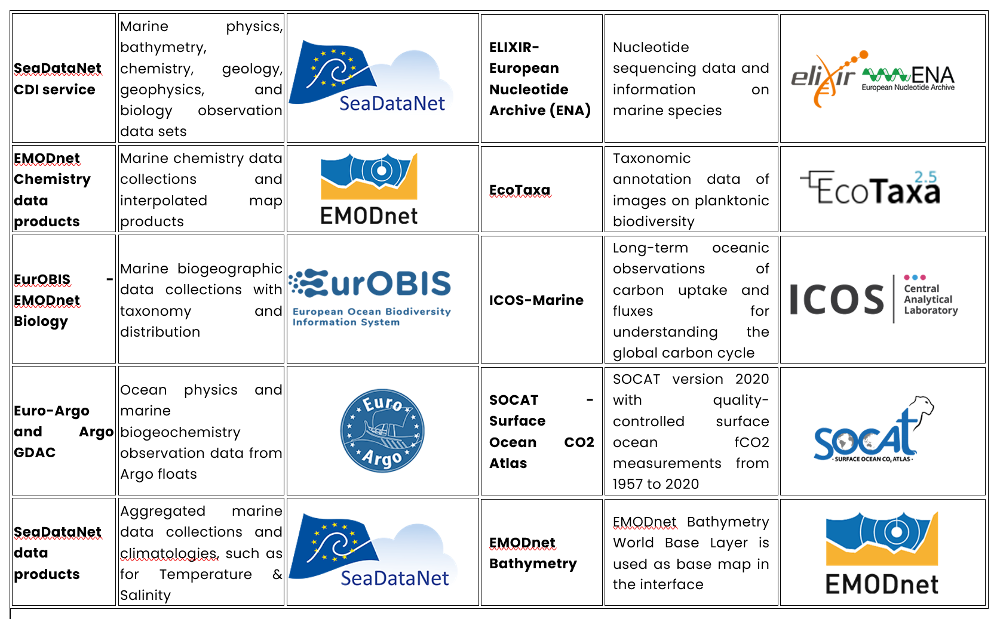 SeaDataNet
CDI service
Marine physics,
bathymetry,
chemistry, geology,
geophysics, and
biology observation
data sets
SeaDataNet
ELIXIR-
European
Nucleotide
Archive (ENA)
Nucleotide
sequencing data and
information on
marine species
elixir
ENA
European Nucleotide Archive
EMODnet
Chemistry
data
products
Marine chemistry data
collections and
interpolated map
products
EMODnet
EcoTaxa
Taxonomic
annotation data of
images on planktonic
biodiversity
EcoTaxa 2.5
EurOBIS -
EMODnet
Biology
Marine biogeographic
data collections with
taxonomy and
distribution
EurOBIS
European Ocean Biodiversity
Information System
ICOS-Marine
Long-term oceanic
observations of
carbon uptake and
fluxes for
understanding the
global carbon cycle
ICOS
Central
Analytical
Laboratory
Euro-Argo
and Argo
GDAC
Ocean physics and
marine
biogeochemistry
observation data from
Argo floats
Euro
Argo
SOCAT -
Surface
Ocean CO2
Atlas
SOCAT version 2020
with quality-
controlled surface
ocean fCO2
measurements from
1957 to 2020
SOCAt
• SURFACE OCEAN CO₂ ATLAS •
SeaDataNet
data
products
Aggregated marine
data collections and
climatologies, such as
for Temperature &
Salinity
SeaDataNet
EMODnet
Bathymetry
EMODnet Bathymetry
World Base Layer is
used as base map in
the interface
EMODnet